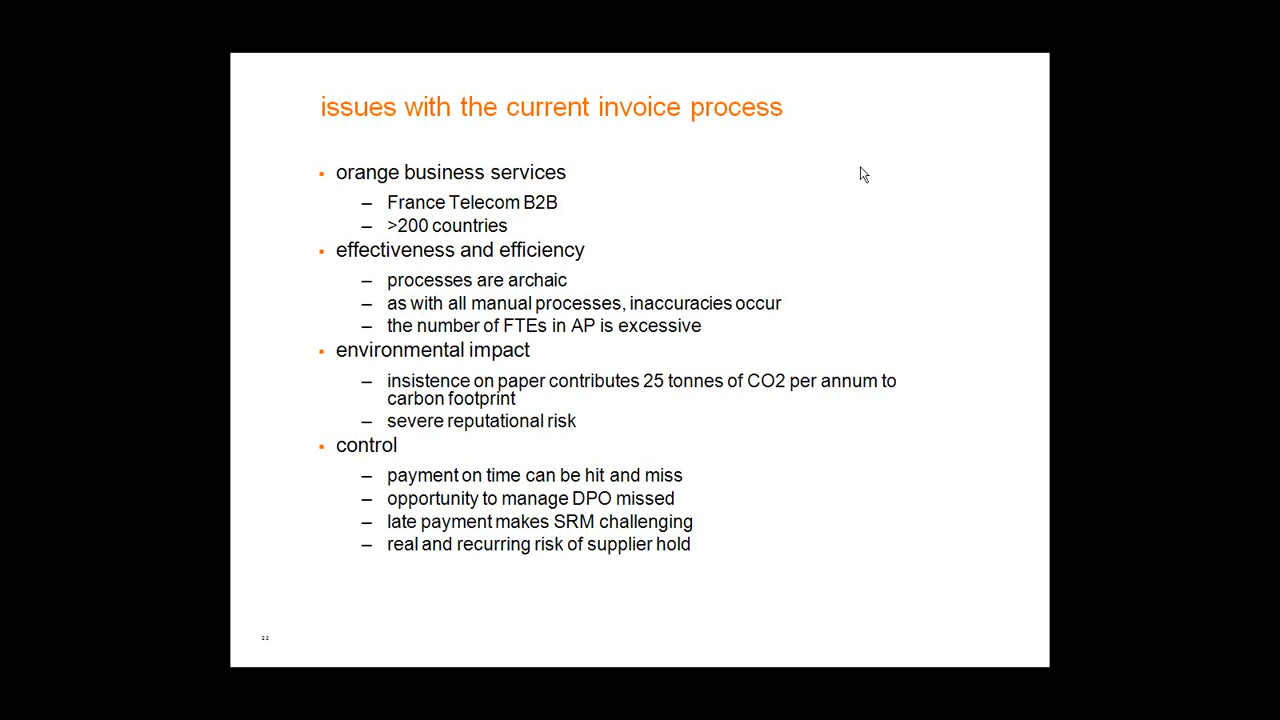 issues with the current invoice process
▪ orange business services
– France Telecom B2B
– >200 countries
▪ effectiveness and efficiency
– processes are archaic
– as with all manual processes, inaccuracies occur
– the number of FTEs in AP is excessive
▪ environmental impact
– insistence on paper contributes 25 tonnes of CO2 per annum to
carbon footprint
– severe reputational risk
▪ control
– payment on time can be hit and miss
– opportunity to manage DPO missed
– late payment makes SRM challenging
– real and recurring risk of supplier hold